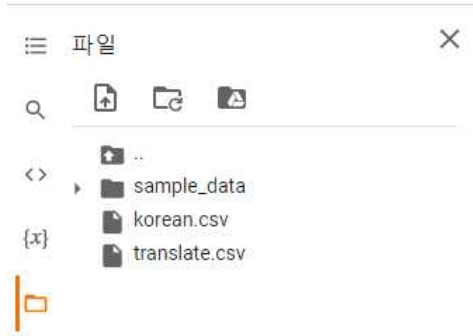 파일
..
sample_data
korean.csv
translate.csv
{x}